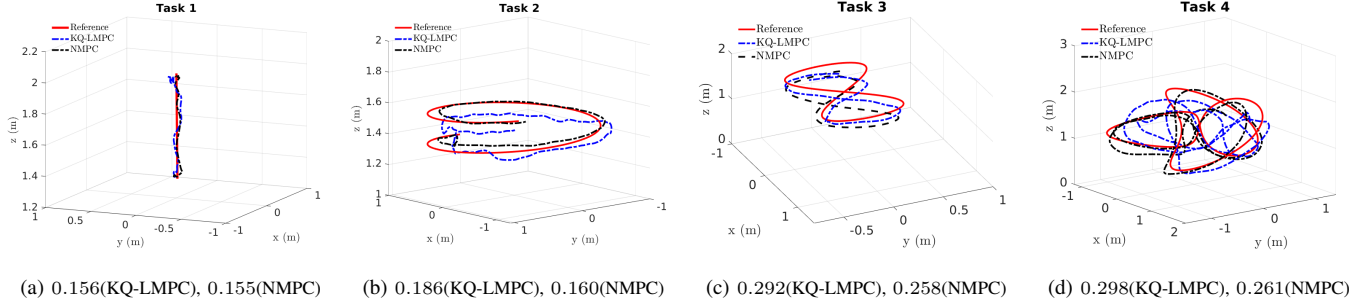 Task 1
Reference
KQ-LMPC
NMPC
2.2
2
1.8
1.6
1.4
1.2
z (m)
1
0.5
0
-0.5
-1
y (m)
-1
0
1
x (m)
(a) 0.156(KQ-LMPC), 0.155(NMPC)
Task 2
Reference
KQ-LMPC
NMPC
2
1.8
1.6
1.4
1.2
1
z (m)
1
0
-1
x (m)
1
0
-1
y (m)
(b) 0.186(KQ-LMPC), 0.160(NMPC)
Task 3
Reference
KQ-LMPC
NMPC
2
1
0
z (m)
-1
0
1
x (m)
-0.5
0
0.5
1
y (m)
(c) 0.292(KQ-LMPC), 0.258(NMPC)
Task 4
Reference
KQ-LMPC
NMPC
3
2
1
0
z (m)
-1
0
1
2
x (m)
-1
0
1
y (m)
(d) 0.298(KQ-LMPC), 0.261(NMPC)